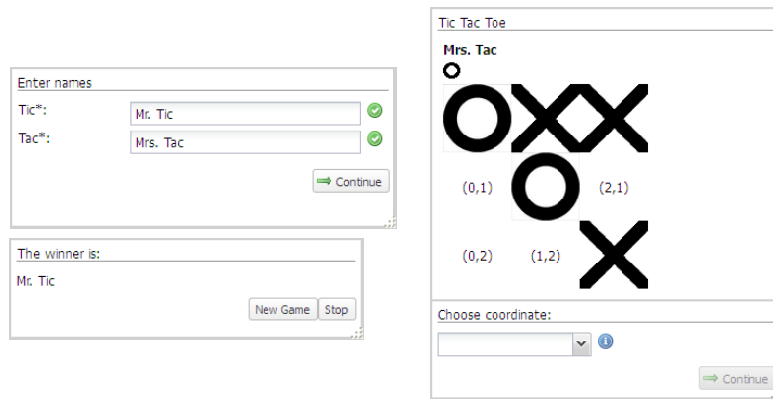 Enter names
Tic*: Mr. Tic
Tac*: Mrs. Tac
Continue
The winner is:
Mr. Tic
New Game Stop
Tic Tac Toe
Mrs. Tac
(0,1) (2,1)
(0,2) (1,2)
Choose coordinate:
Continue